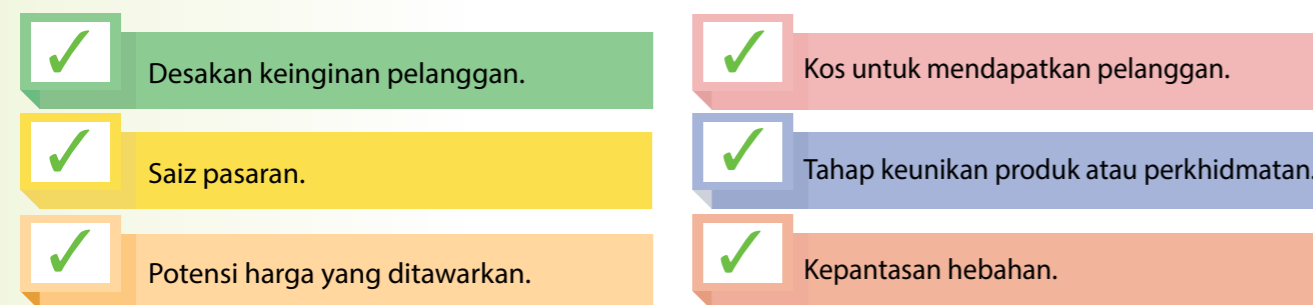 Desakan keinginan pelanggan.
Saiz pasaran.
Potensi harga yang ditawarkan.
Kos untuk mendapatkan pelanggan.
Tahap keunikan produk atau perkhidmatan.
Kepantasan hebahan.